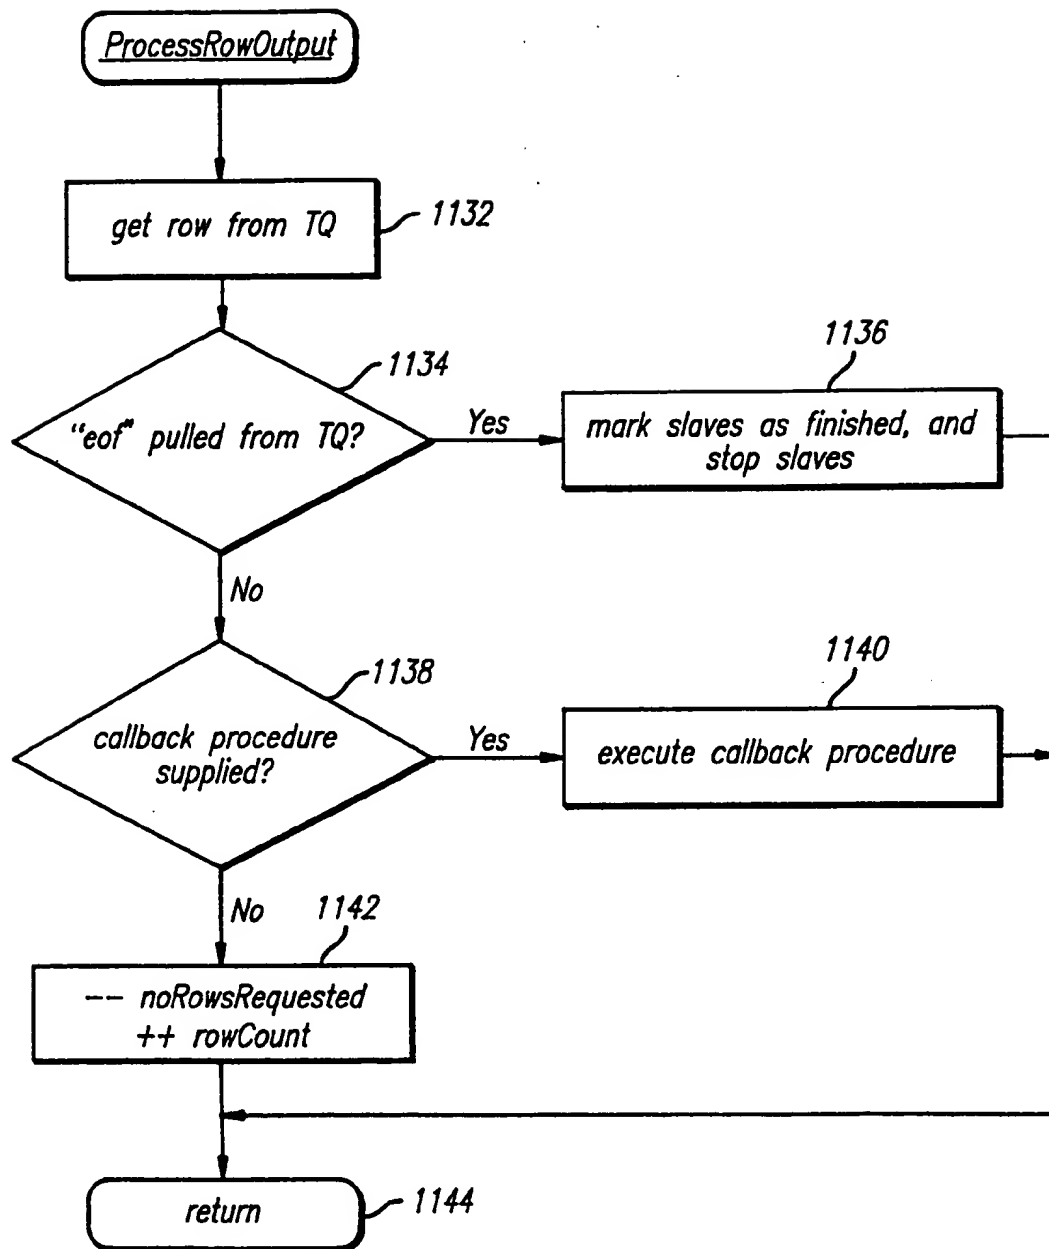 ProcessRowOutput
get row from TQ
1132
1134
"eof" pulled from TQ?
Yes
1136
mark slaves as finished, and
stop slaves
No
1138
callback procedure
supplied?
Yes
1140
execute callback procedure
No
1142
-- noRowsRequested
++ rowCount
return
1144